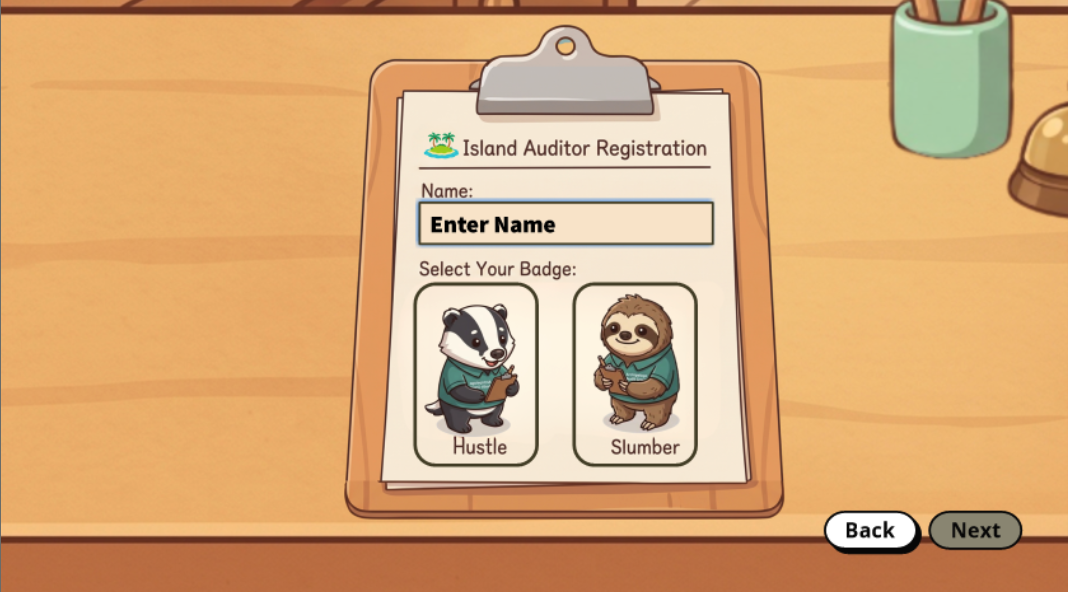 Island Auditor Registration
Name:
Enter Name
Select Your Badge:
Hustle
Slumber
Back
Next